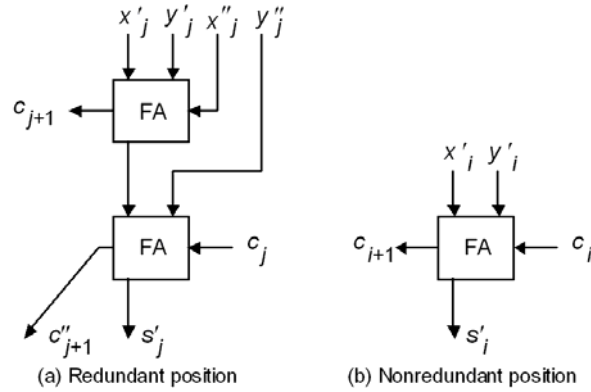 x'j y'j x"j y"j
cj+1 FA
x'i y'i
FA cj ci+1 FA ci
c"j+1 s'j s'i
(a) Redundant position (b) Nonredundant position